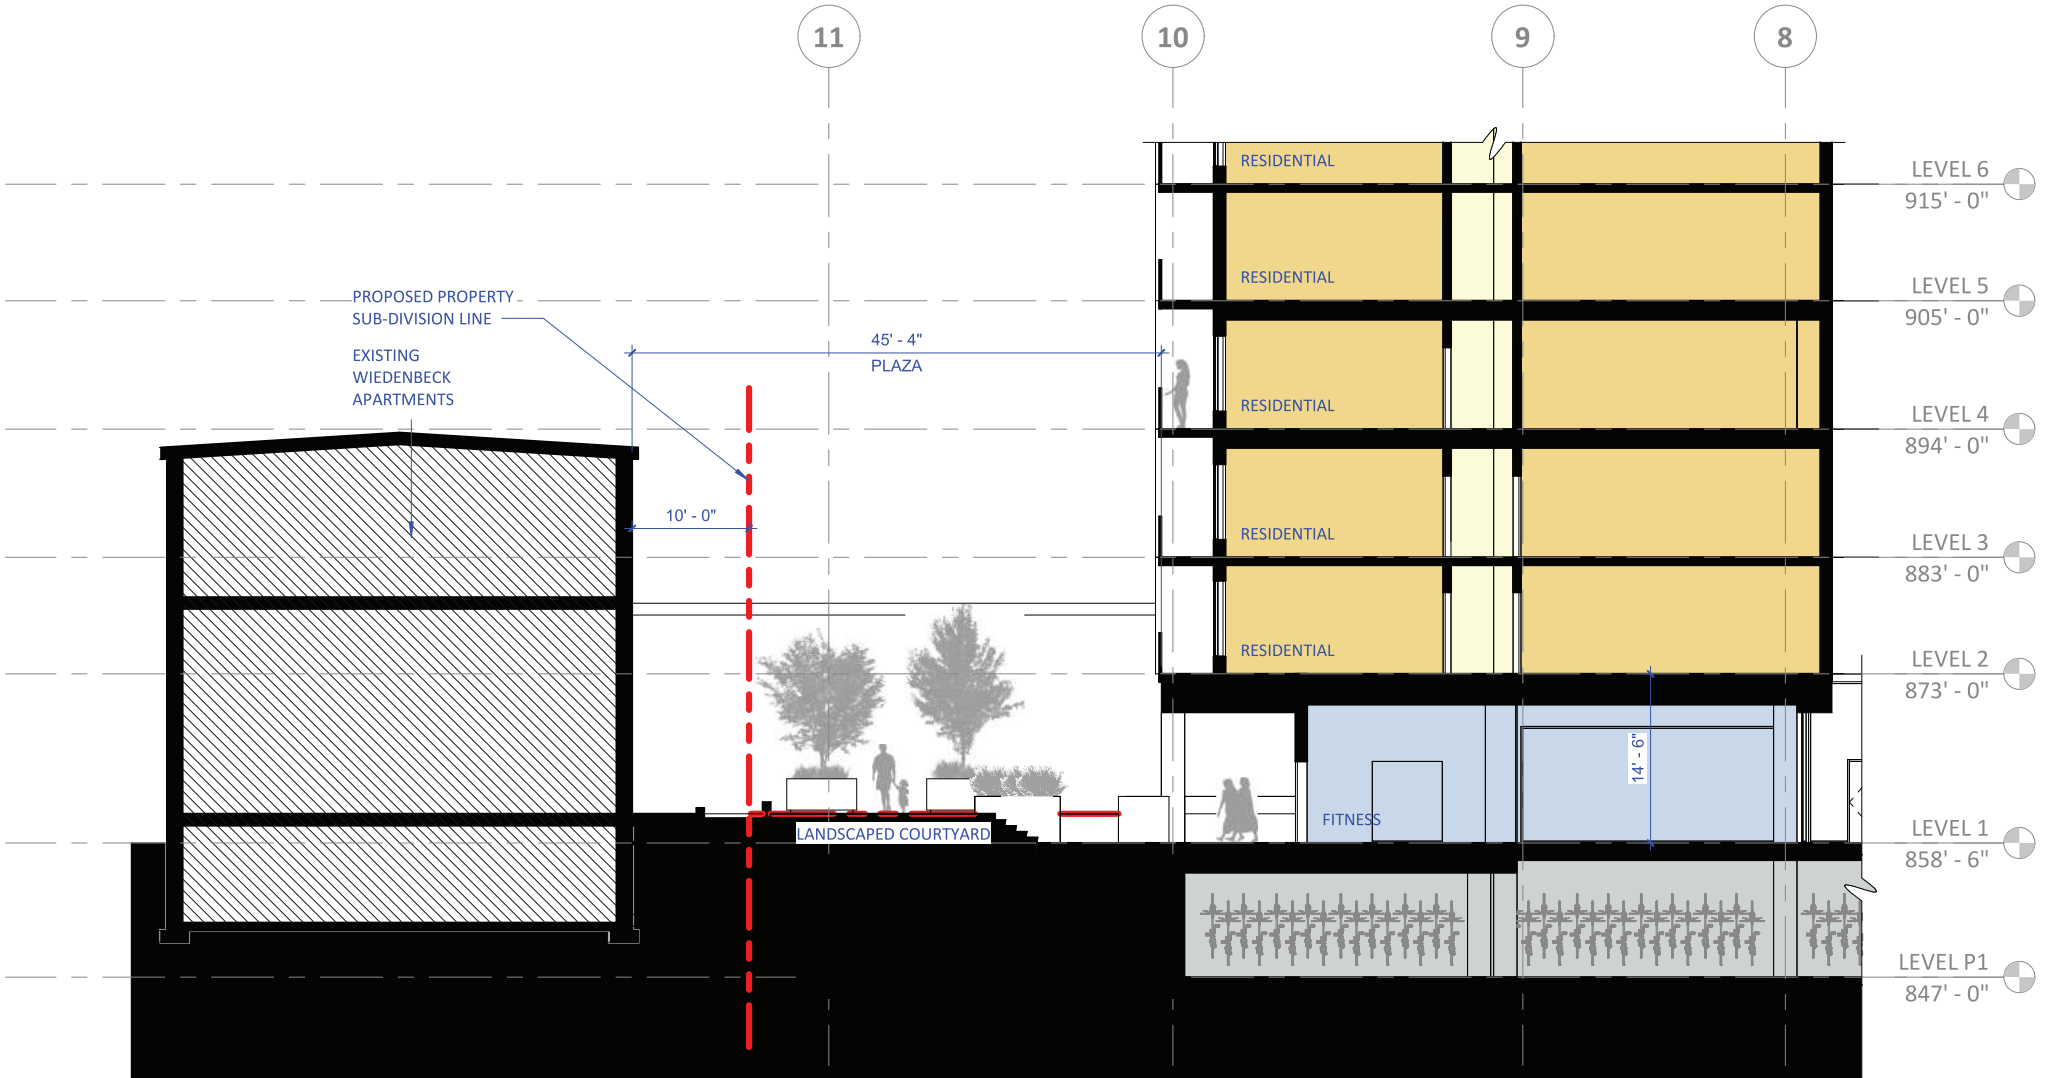 11
10
9
8
RESIDENTIAL
LEVEL 6
915' - 0"
RESIDENTIAL
LEVEL 5
905' - 0"
PROPOSED PROPERTY
SUB-DIVISION LINE
45' - 4"
PLAZA
EXISTING
WIEDENBECK
APARTMENTS
RESIDENTIAL
LEVEL 4
894' - 0"
10' - 0"
RESIDENTIAL
LEVEL 3
883' - 0"
RESIDENTIAL
LEVEL 2
873' - 0"
14' - 6"
FITNESS
LANDSCAPED COURTYARD
LEVEL 1
858' - 6"
LEVEL P1
847' - 0"